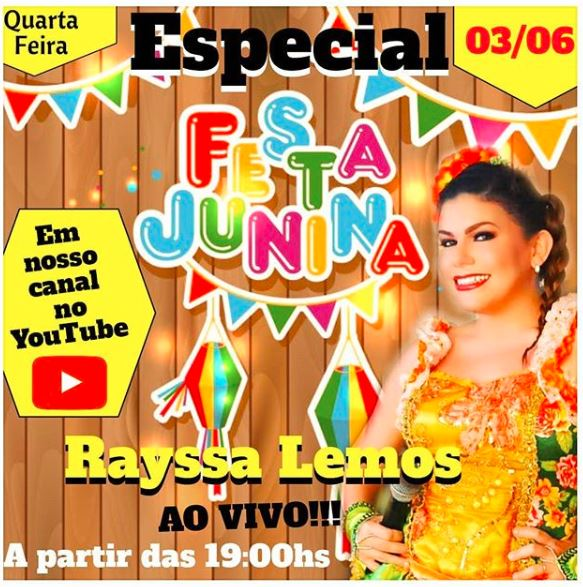 Quarta
Feira
Especial
03/06
FESTA
JUNINA
Em
nosso
canal
no
YouTube
Rayssa Lemos
AO VIVO!!!
A partir das 19:00hs